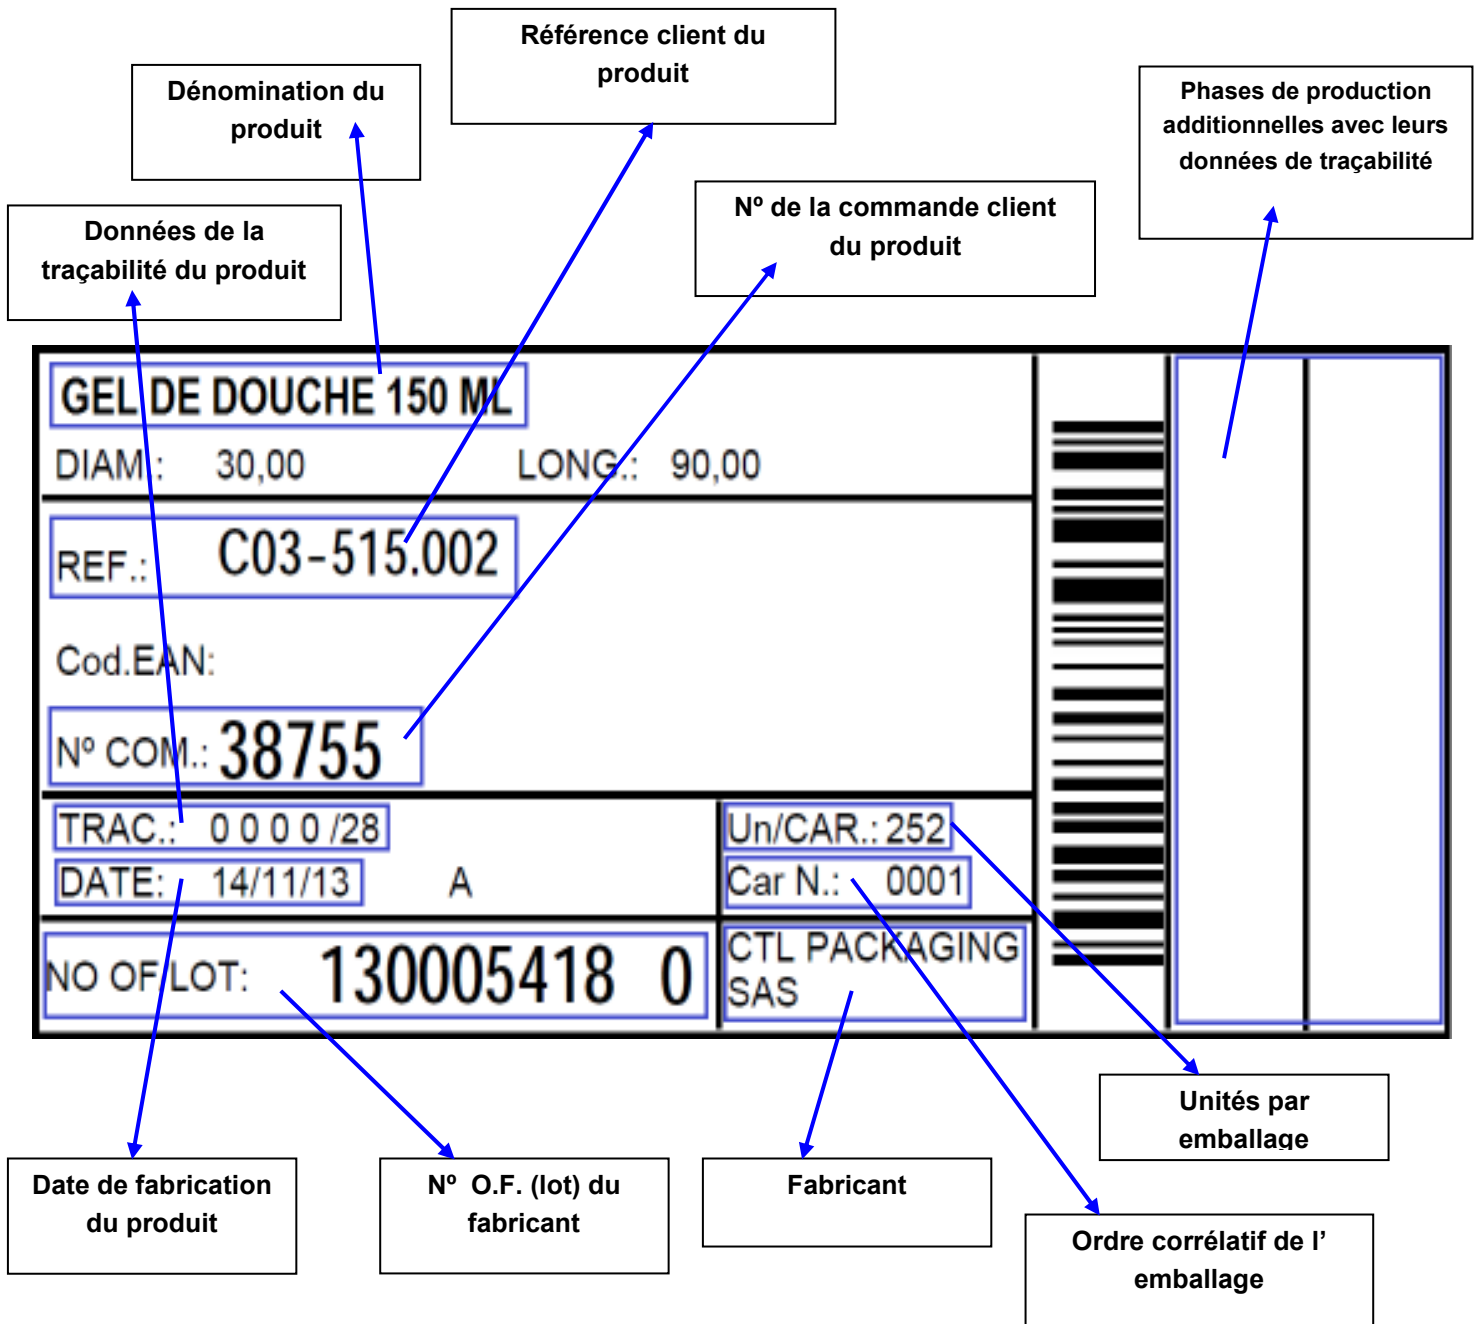 Référence client du
produit
Dénomination du
produit
Phases de production
additionnelles avec leurs
données de traçabilité
Nº de la commande client
du produit
Données de la
traçabilité du produit
GEL DE DOUCHE 150 ML
DIAM.: 30,00 LONG.: 90,00
REF.: C03-515.002
Cod.EAN:
Nº COM.: 38755
TRAC.: 0 0 0 0 /28
Un/CAR.: 252
DATE: 14/11/13 A
Car N.: 0001
NO OF LOT: 130005418 0
CTL PACKAGING
SAS
Unités par
emballage
Date de fabrication
du produit
Nº O.F. (lot) du
fabricant
Fabricant
Ordre corrélatif de l’
emballage